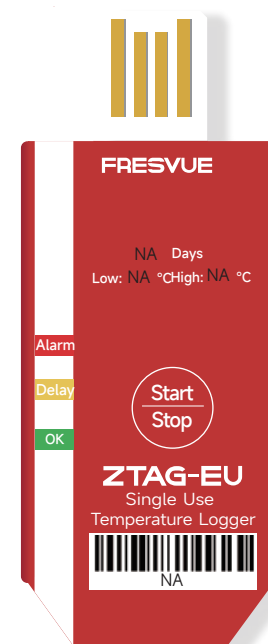 FRESVUE
NA Days
Low: NA °C High: NA °C
Alarm
Start
Delay
Stop
OK
ZTAG-EU
Single Use
Temperature Logger
NA